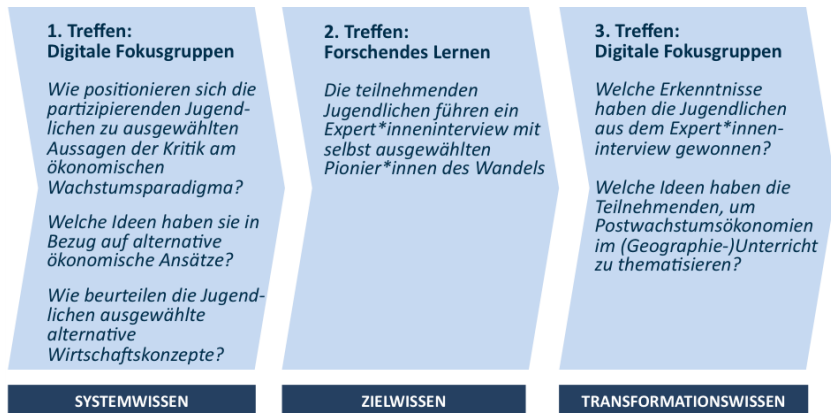 1. Treffen:
Digitale Fokusgruppen
Wie positionieren sich die
partizipierenden Jugend-
lichen zu ausgewählten
Aussagen der Kritik am
ökonomischen
Wachstumsparadigma?
Welche Ideen haben sie in
Bezug auf alternative
ökonomische Ansätze?
Wie beurteilen die Jugend-
lichen ausgewählte
alternative
Wirtschaftskonzepte?
SYSTEMWISSEN
2. Treffen:
Forschendes Lernen
Die teilnehmenden
Jugendlichen führen ein
Expert*inneninterview mit
selbst ausgewählten
Pionier*innen des Wandels
ZIELWISSEN
3. Treffen:
Digitale Fokusgruppen
Welche Erkenntnisse
haben die Jugendlichen
aus dem Expert*innen-
interview gewonnen?
Welche Ideen haben die
Teilnehmenden, um
Postwachstumsökonomien
im (Geographie-)Unterricht
zu thematisieren?
TRANSFORMATIONSWISSEN